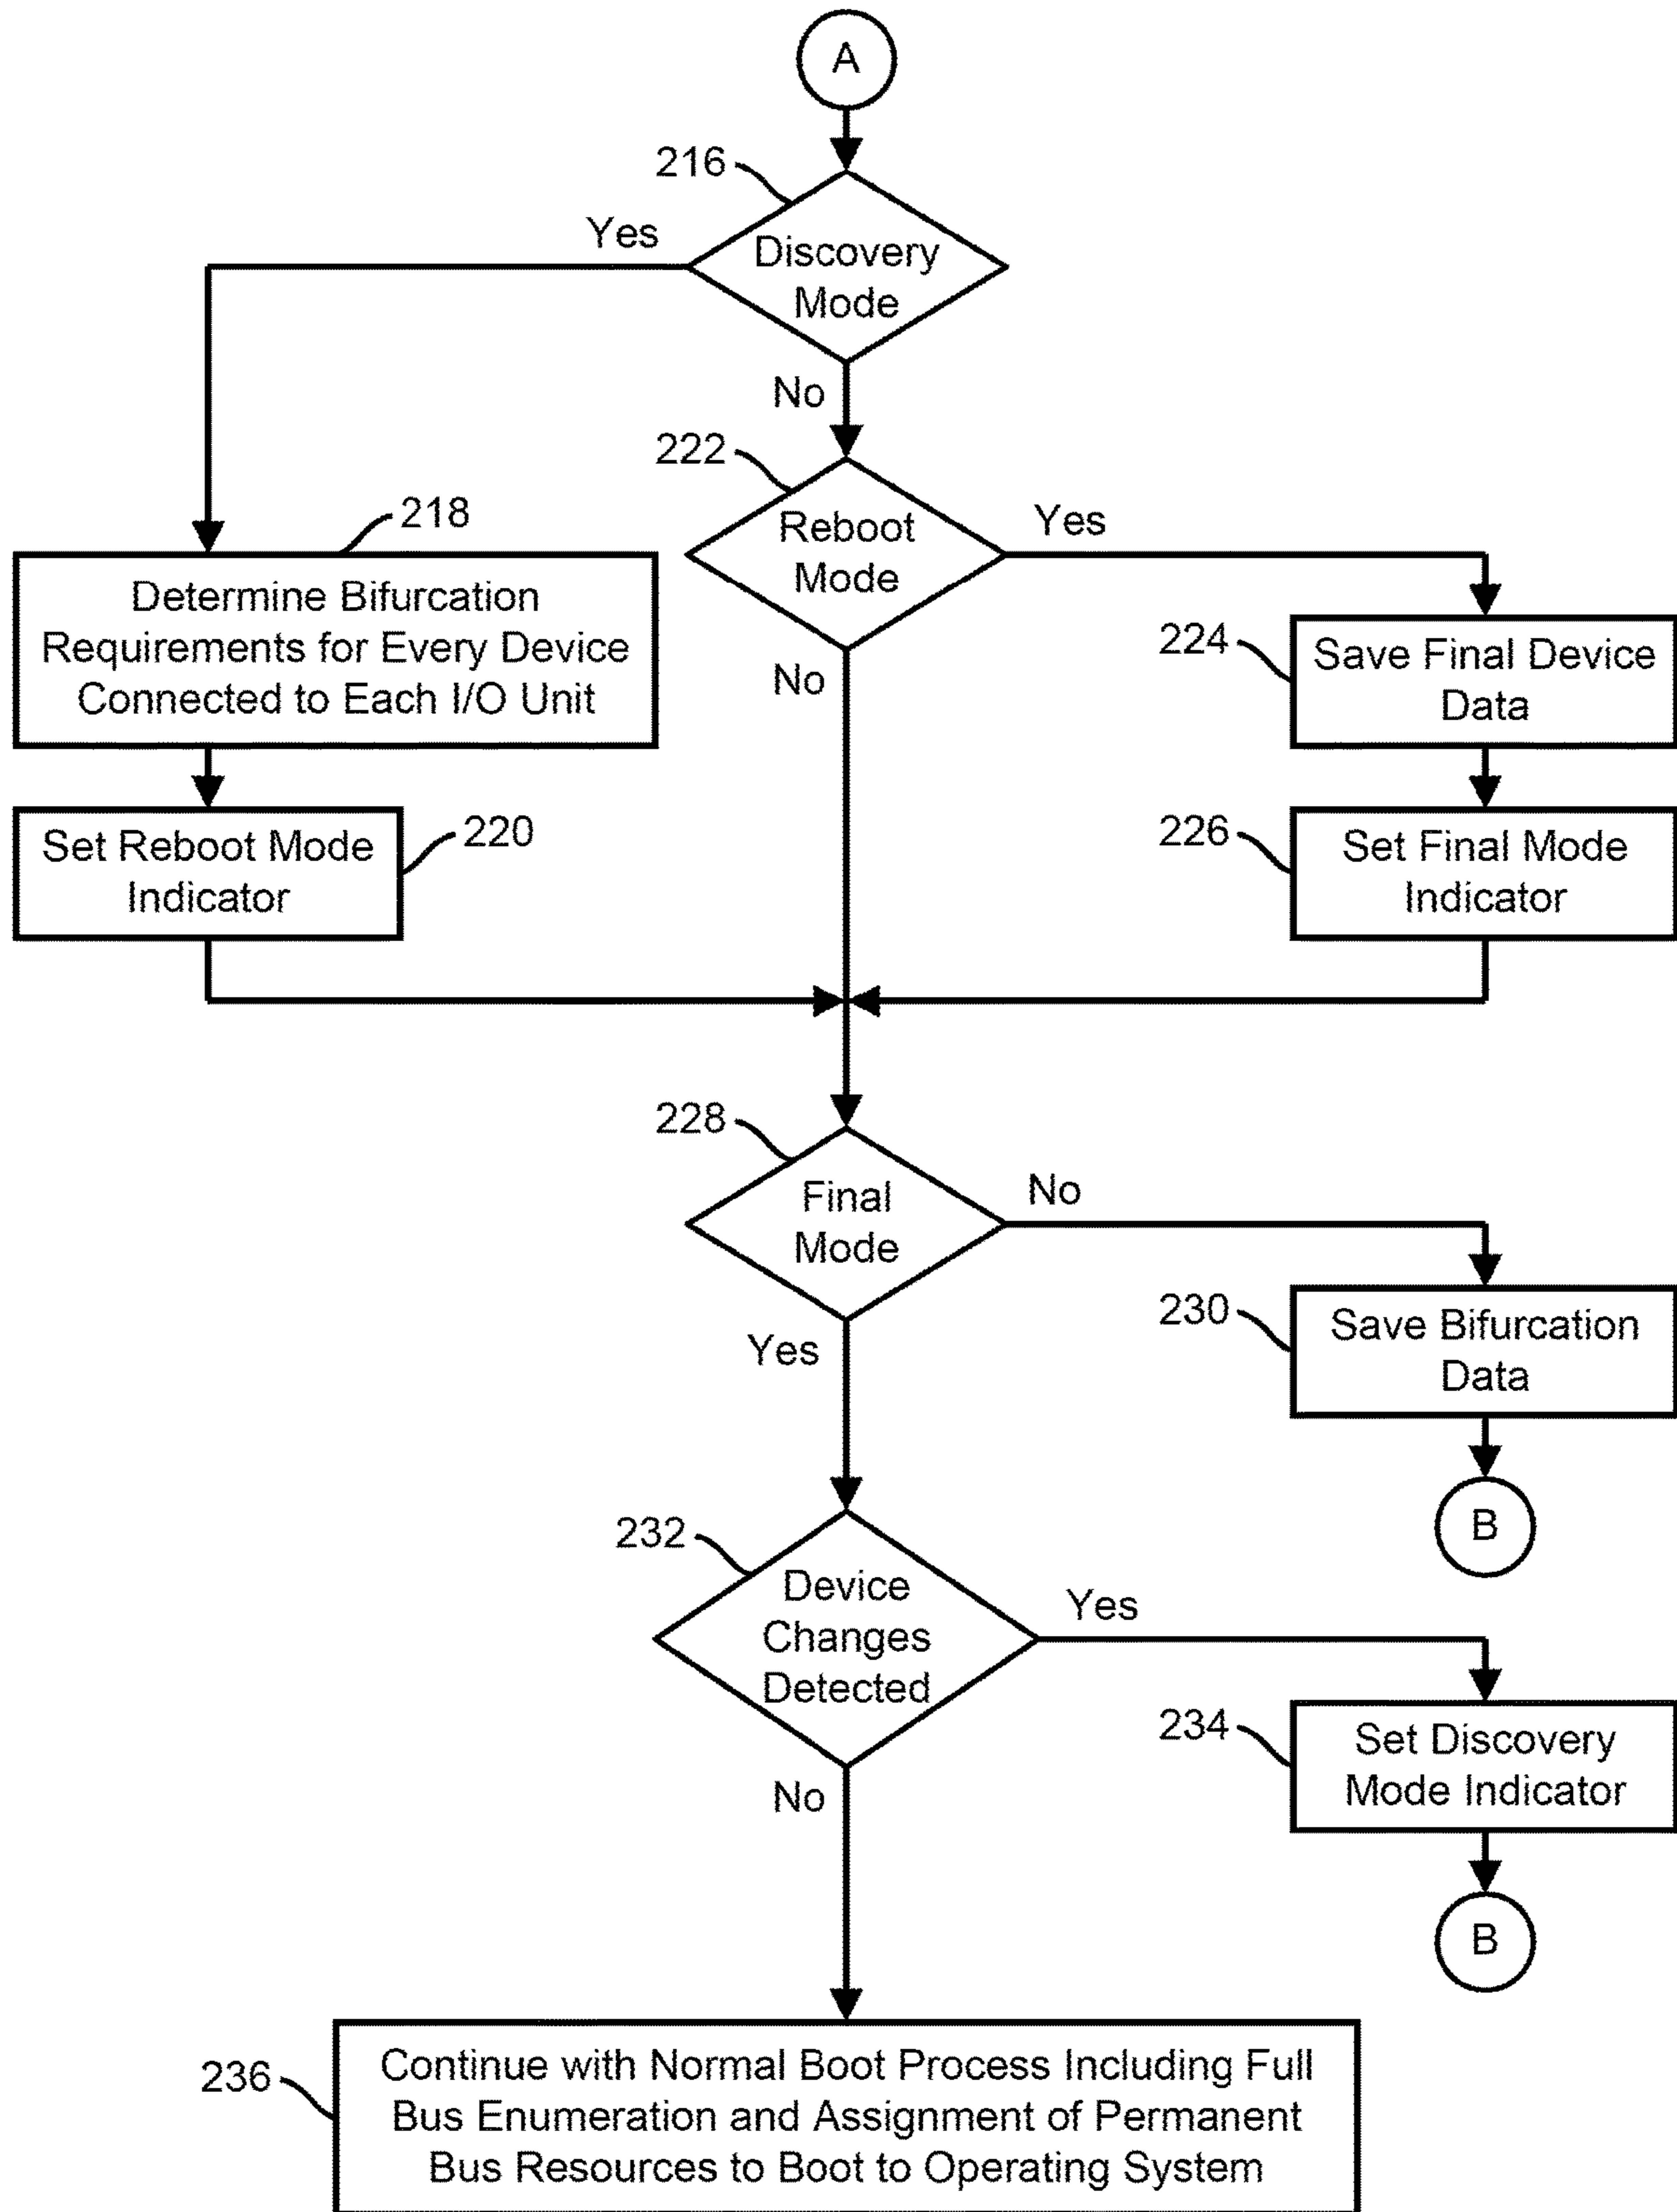 A
216
Yes
Discovery
Mode
No
222
Reboot
Mode
Yes
218
Determine Bifurcation
Requirements for Every Device
Connected to Each I/O Unit
No
224
Save Final Device
Data
Set Reboot Mode
Indicator
220
226
Set Final Mode
Indicator
228
Final
Mode
No
Yes
230
Save Bifurcation
Data
B
232
Device
Changes
Detected
Yes
234
Set Discovery
Mode Indicator
No
B
236
Continue with Normal Boot Process Including Full
Bus Enumeration and Assignment of Permanent
Bus Resources to Boot to Operating System